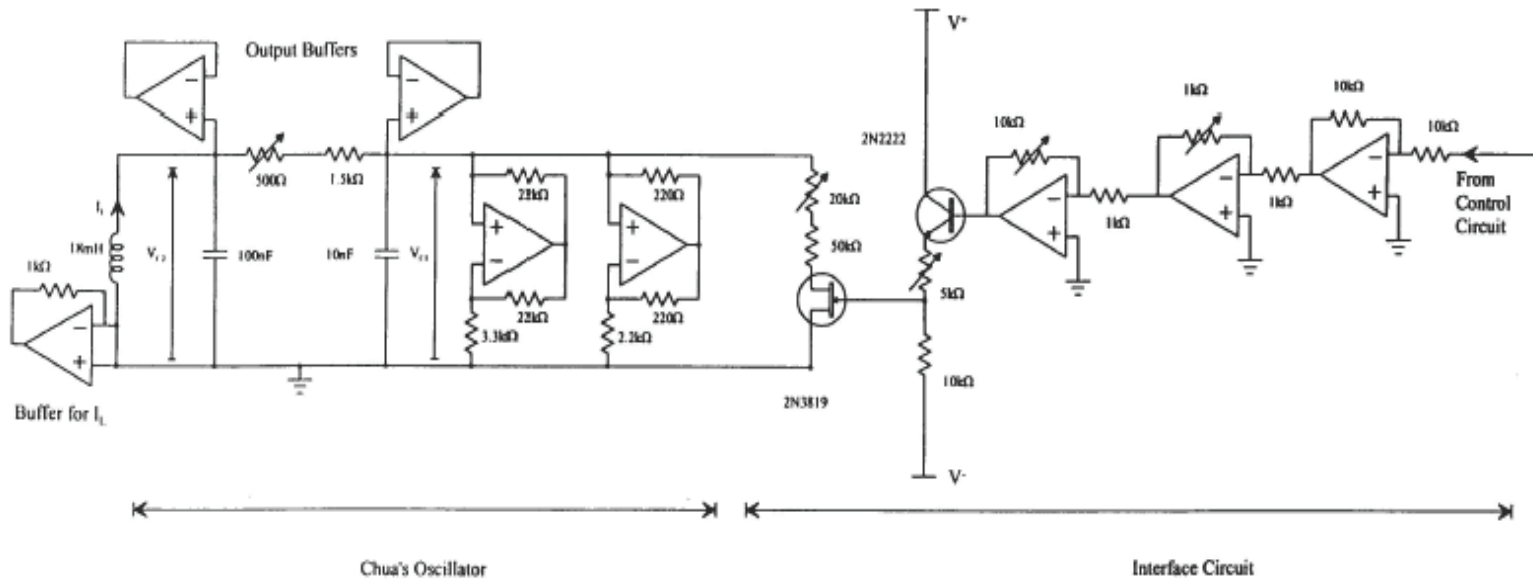 Output Buffers
V+
1kΩ
10kΩ
10kΩ
2N2222
10kΩ
500Ω
1.5kΩ
From
Control
Circuit
1kΩ
1kΩ
22kΩ
220Ω
20kΩ
18mH
100nF
10nF
50kΩ
1kΩ
5kΩ
22kΩ
220Ω
3.3kΩ
2.2kΩ
10kΩ
2N3819
Buffer for IL
V-
Chua's Oscillator
Interface Circuit